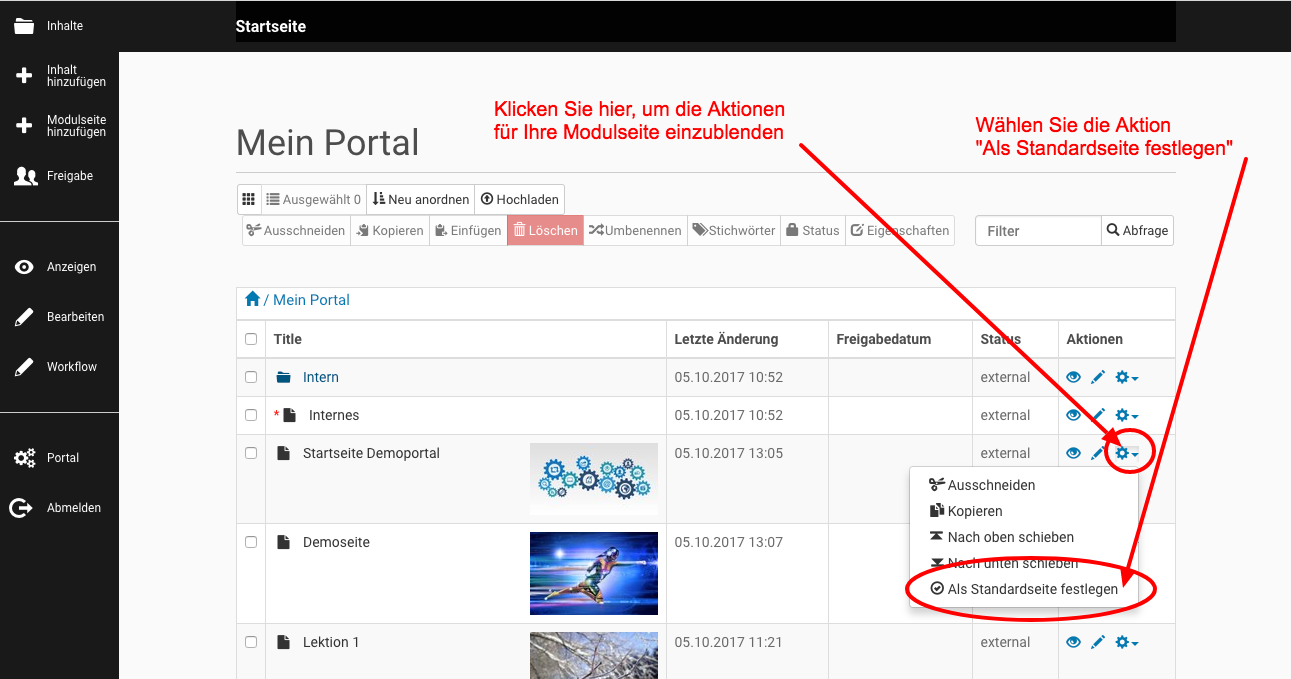 Inhalte
Inhalt
hinzufügen
Modulseite
hinzufügen
Freigabe
Anzeigen
Bearbeiten
Workflow
Portal
Abmelden
Startseite
Klicken Sie hier, um die Aktionen
für Ihre Modulseite einzublenden
Wählen Sie die Aktion
"Als Standardseite festlegen"
Mein Portal
Ausgewählt 0 Neu anordnen Hochladen
Ausschneiden Kopieren Einfügen Löschen Umbenennen Stichwörter Status Eigenschaften Filter Abfrage
/ Mein Portal
Title Letzte Änderung Freigabedatum Status Aktionen
Intern 05.10.2017 10:52 external
* Internes 05.10.2017 10:52 external
Startseite Demoportal 05.10.2017 13:05 external
Ausschneiden
Kopieren
Nach oben schieben
Nach unten schieben
Als Standardseite festlegen
Demoseite 05.10.2017 13:07
Lektion 1 05.10.2017 11:21 external